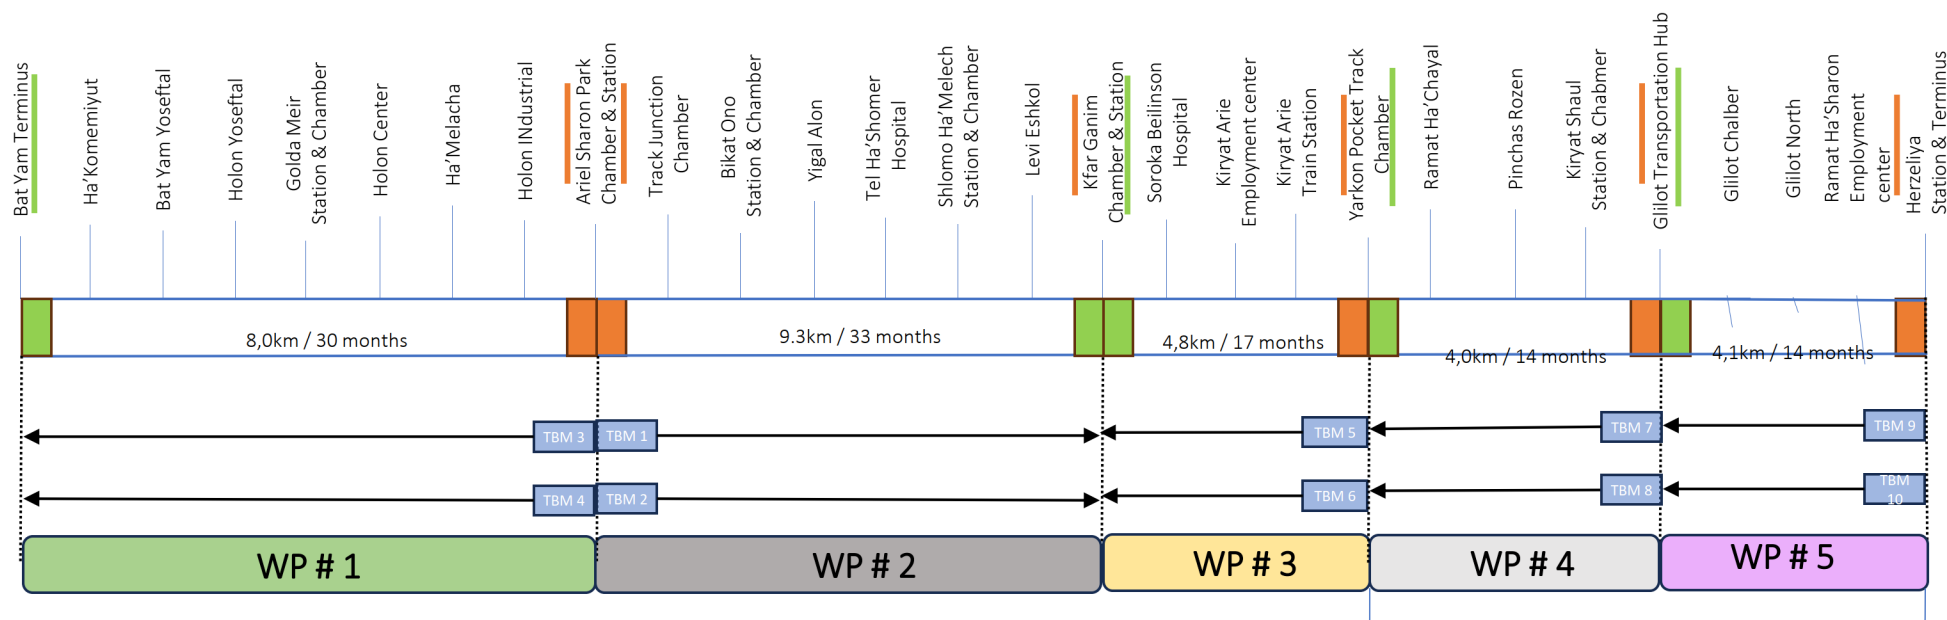 Bat Yam Terminus
Ha’Komemiyut
Bat Yam Yoseftal
Holon Yoseftal
Golda Meir
Station & Chamber
Holon Center
Ha’Melacha
Holon INdustrial
Ariel Sharon Park
Chamber & Station
Track Junction
Chamber
Bikat Ono
Station & Chamber
Yigal Alon
Tel Ha’Shomer
Hospital
Shlomo Ha’Melech
Station & Chamber
Levi Eshkol
Kfar Ganim
Chamber & Station
Soroka Beilinson
Hospital
Kiryat Arie
Employment center
Kiryat Arie
Train Station
Yarkon Pocket Track
Chamber
Ramat Ha’Chayal
Pinchas Rozen
Kiryat Shaul
Station & Chabmer
Glilot Transportation Hub
Glilot Chalber
Glilot North
Ramat Ha’Sharon
Employment
center
Herzeliya
Station & Terminus
8,0km / 30 months
9.3km / 33 months
4,8km / 17 months
4,0km / 14 months
4,1km / 14 months
TBM 3
TBM 1
TBM 5
TBM 7
TBM 9
TBM 4
TBM 2
TBM 6
TBM 8
TBM
10
WP # 1
WP # 2
WP # 3
WP # 4
WP # 5